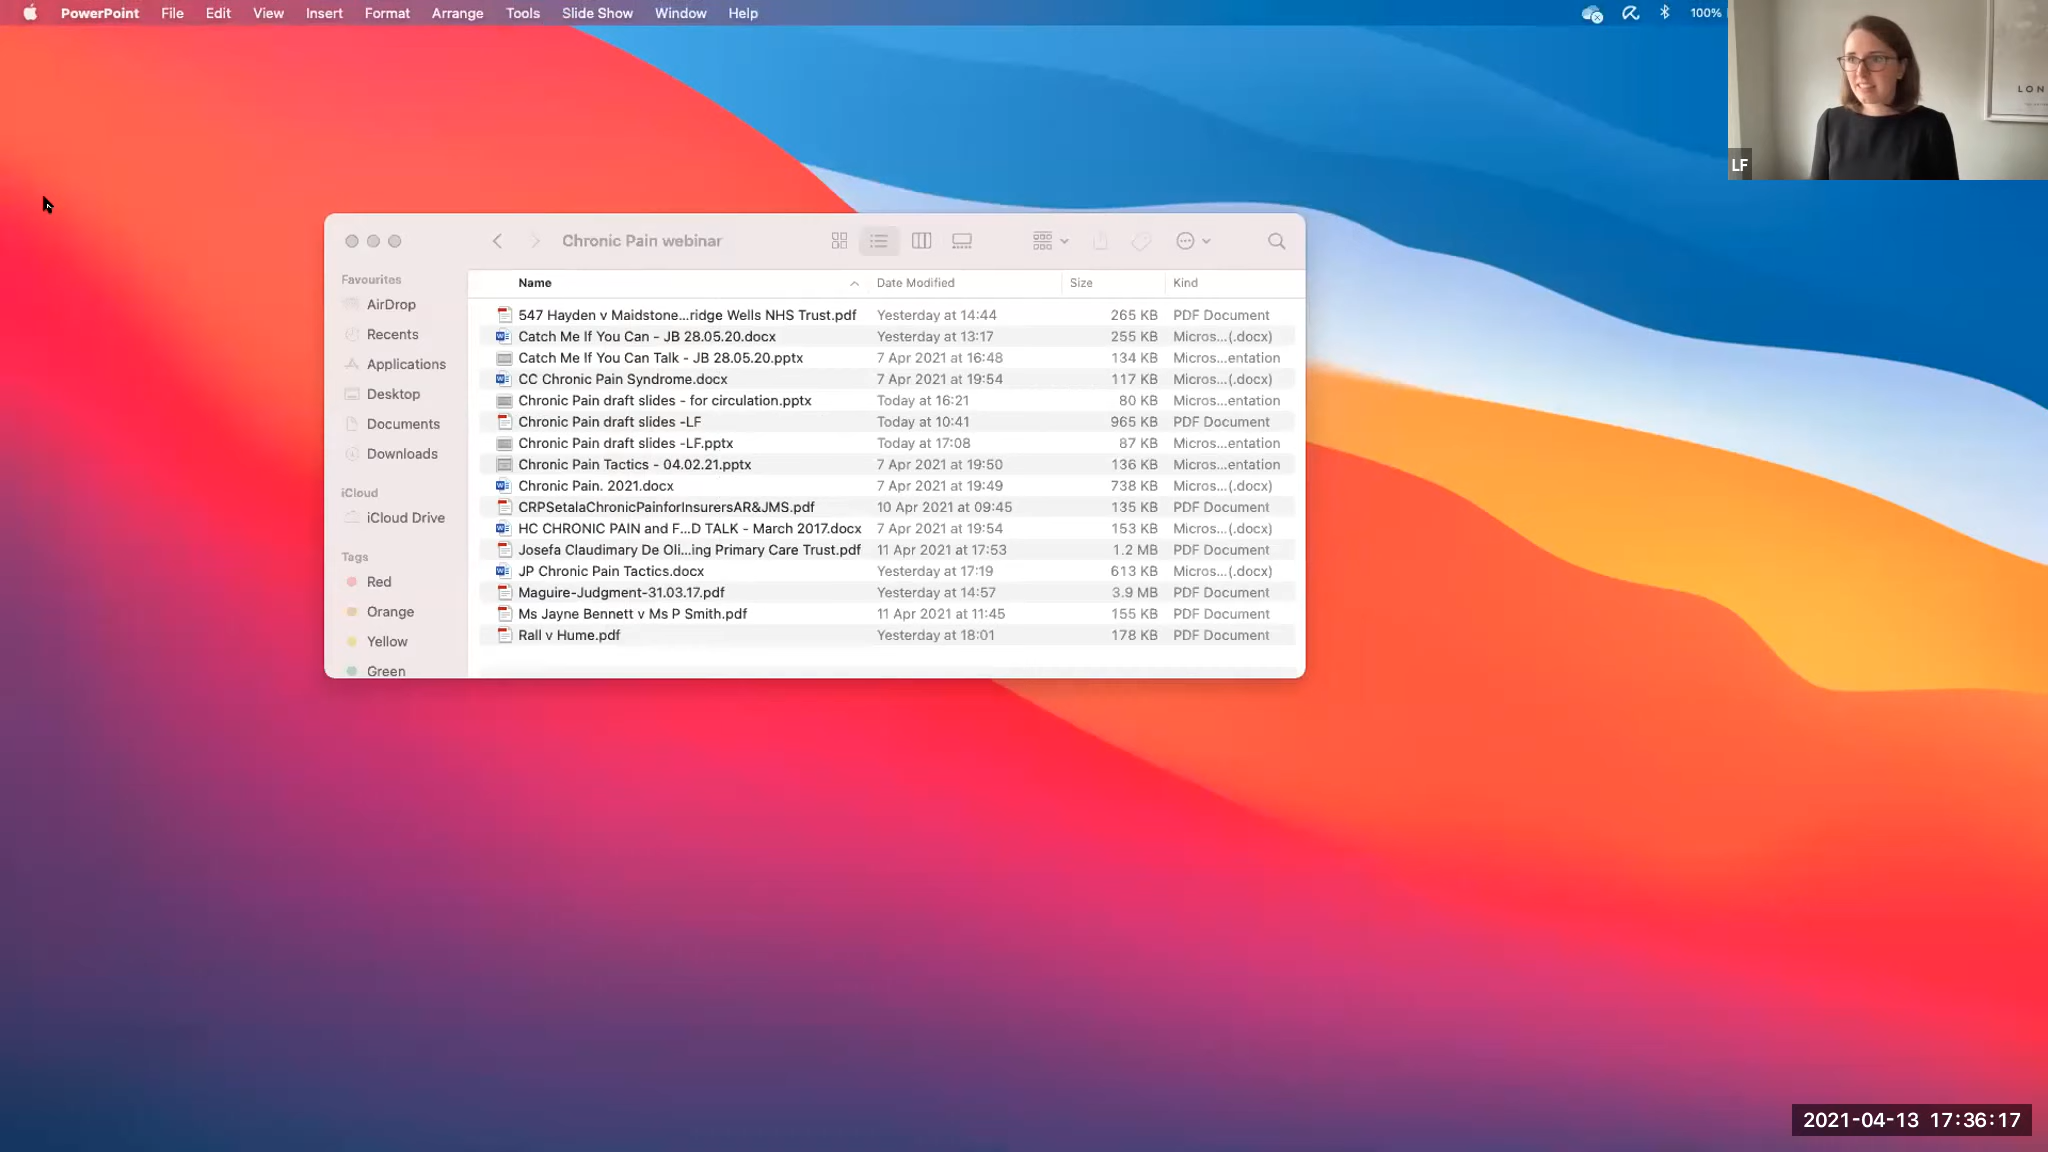 PowerPoint File Edit View Insert Format Arrange Tools Slide Show Window Help 100%
LON
LF
Chronic Pain webinar
Favourites
AirDrop
Recents
Applications
Desktop
Documents
Downloads
iCloud
iCloud Drive
Tags
Red
Orange
Yellow
Green
Name Date Modified Size Kind
547 Hayden v Maidstone...ridge Wells NHS Trust.pdf Yesterday at 14:44 265 KB PDF Document
Catch Me If You Can - JB 28.05.20.docx Yesterday at 13:17 255 KB Micros...(.docx)
Catch Me If You Can Talk - JB 28.05.20.pptx 7 Apr 2021 at 16:48 134 KB Micros...entation
CC Chronic Pain Syndrome.docx 7 Apr 2021 at 19:54 117 KB Micros...(.docx)
Chronic Pain draft slides - for circulation.pptx Today at 16:21 80 KB Micros...entation
Chronic Pain draft slides -LF Today at 10:41 965 KB PDF Document
Chronic Pain draft slides -LF.pptx Today at 17:08 87 KB Micros...entation
Chronic Pain Tactics - 04.02.21.pptx 7 Apr 2021 at 19:50 136 KB Micros...entation
Chronic Pain. 2021.docx 7 Apr 2021 at 19:49 738 KB Micros...(.docx)
CRPSetalaChronicPainforInsurersAR&JMS.pdf 10 Apr 2021 at 09:45 135 KB PDF Document
HC CHRONIC PAIN and F...D TALK - March 2017.docx 7 Apr 2021 at 19:54 153 KB Micros...(.docx)
Josefa Claudimary De Oli...ing Primary Care Trust.pdf 11 Apr 2021 at 17:53 1.2 MB PDF Document
JP Chronic Pain Tactics.docx Yesterday at 17:19 613 KB Micros...(.docx)
Maguire-Judgment-31.03.17.pdf Yesterday at 14:57 3.9 MB PDF Document
Ms Jayne Bennett v Ms P Smith.pdf 11 Apr 2021 at 11:45 155 KB PDF Document
Rall v Hume.pdf Yesterday at 18:01 178 KB PDF Document
2021-04-13 17:36:17